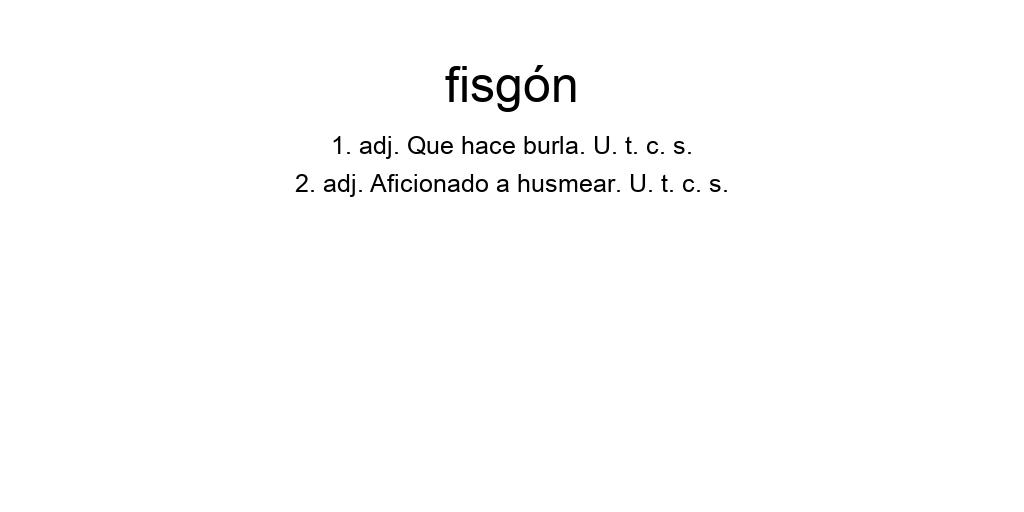 fisgón
1. adj. Que hace burla. U. t. c. s.
2. adj. Aficionado a husmear. U. t. c. s.